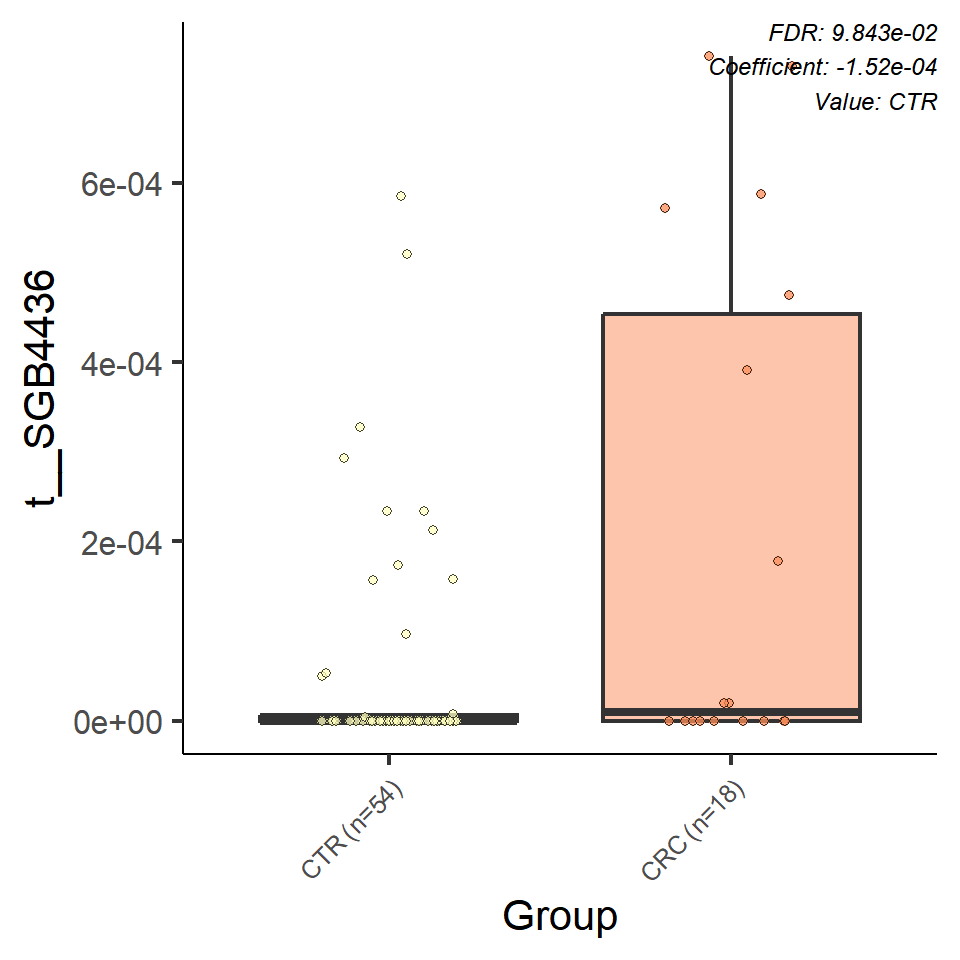 FDR: 9.843e-02
Coefficient: -1.52e-04
Value: CTR
t__SGB4436
6e-04
4e-04
2e-04
0e+00
CTR (n=54)
CRC (n=18)
Group